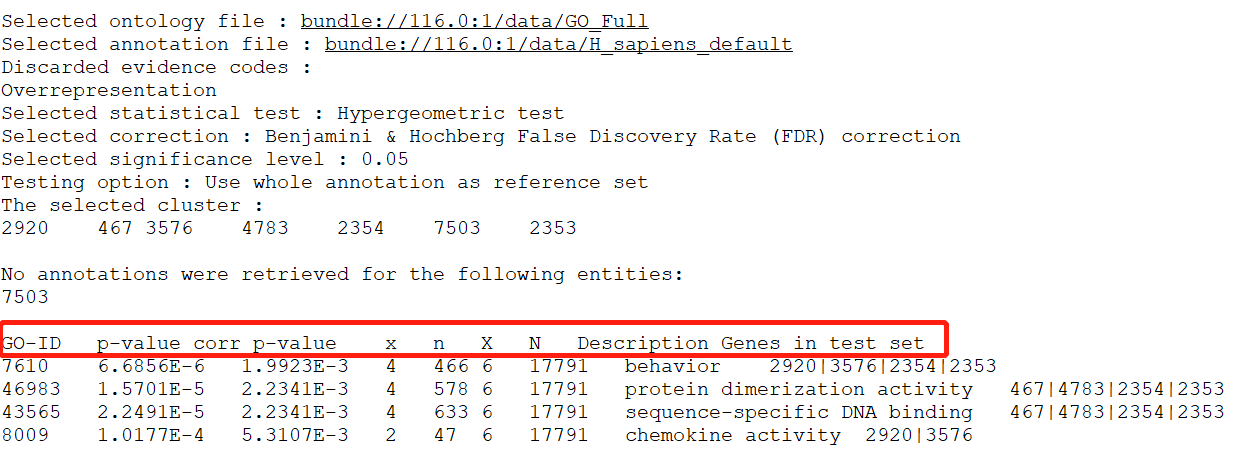 Selected ontology file : bundle://116.0:1/data/GO_Full
Selected annotation file : bundle://116.0:1/data/H_sapiens_default
Discarded evidence codes :
Overrepresentation
Selected statistical test : Hypergeometric test
Selected correction : Benjamini & Hochberg False Discovery Rate (FDR) correction
Selected significance level : 0.05
Testing option : Use whole annotation as reference set
The selected cluster :
2920 467 3576 4783 2354 7503 2353
No annotations were retrieved for the following entities:
7503
GO-ID p-value corr p-value x n X N Description Genes in test set
7610 6.6856E-6 1.9923E-3 4 466 6 17791 behavior 2920|3576|2354|2353
46983 1.5701E-5 2.2341E-3 4 578 6 17791 protein dimerization activity 467|4783|2354|2353
43565 2.2491E-5 2.2341E-3 4 633 6 17791 sequence-specific DNA binding 467|4783|2354|2353
8009 1.0177E-4 5.3107E-3 2 47 6 17791 chemokine activity 2920|3576